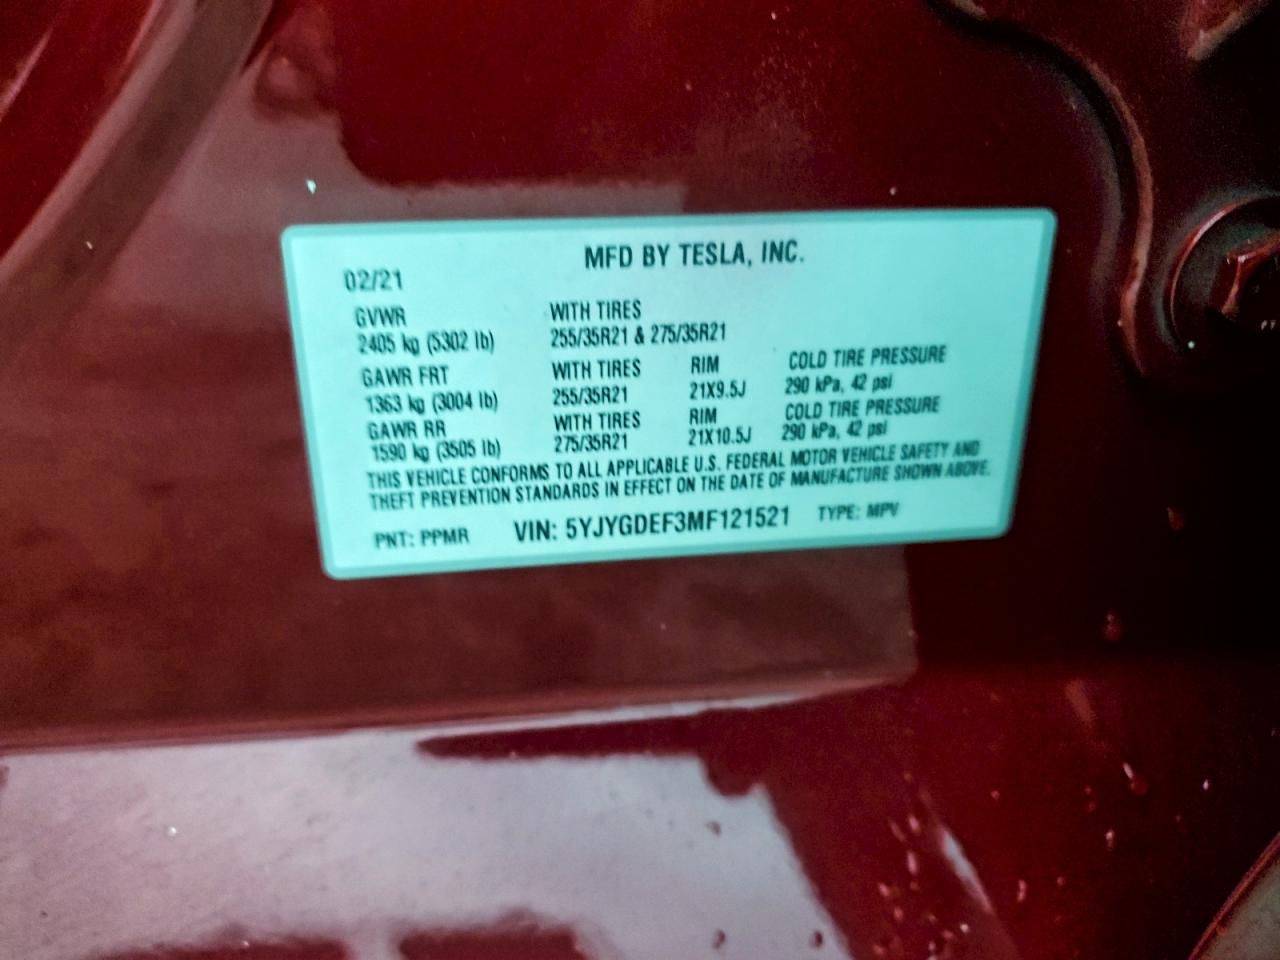 MFD BY TESLA, INC.
02/21
GVWR WITH TIRES
2405 kg (5302 lb) 255/35R21 & 275/35R21
GAWR FRT WITH TIRES RIM COLD TIRE PRESSURE
1363 kg (3004 lb) 255/35R21 21X9.5J 290 kPa, 42 psi
GAWR RR WITH TIRES RIM COLD TIRE PRESSURE
1590 kg (3505 lb) 275/35R21 21X10.5J 290 kPa, 42 psi
THIS VEHICLE CONFORMS TO ALL APPLICABLE U.S. FEDERAL MOTOR VEHICLE SAFETY AND
THEFT PREVENTION STANDARDS IN EFFECT ON THE DATE OF MANUFACTURE SHOWN ABOVE.
PNT: PPMR VIN: 5YJYGDEF3MF121521 TYPE: MPV